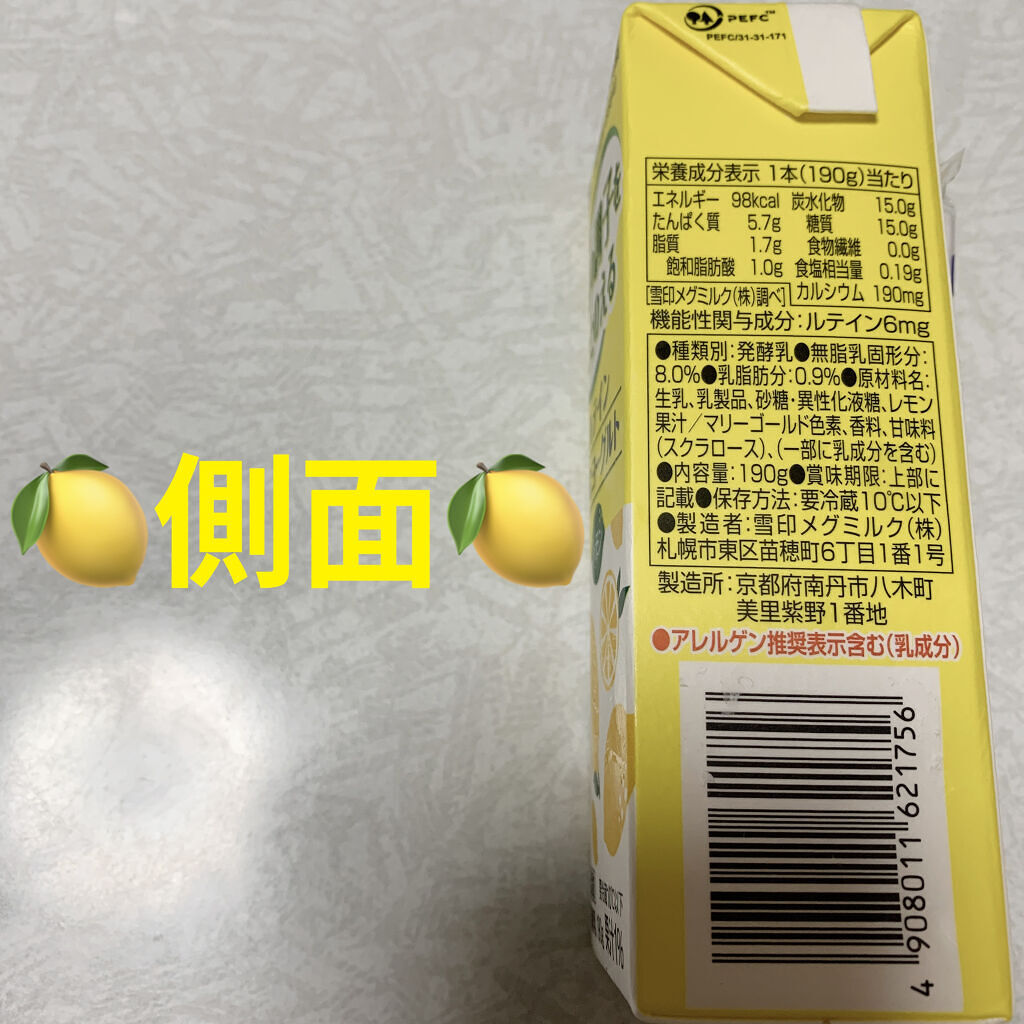 PEFC™
PEFC/31-31-171
栄養成分表示 1本(190g)当たり
エネルギー 98kcal 炭水化物 15.0g
たんぱく質 5.7g 糖質 15.0g
脂質 1.7g 食物繊維 0.0g
飽和脂肪酸 1.0g 食塩相当量 0.19g
[雪印メグミルク(株)調べ] カルシウム 190mg
機能性関与成分:ルテイン6mg
●種類別:発酵乳●無脂乳固形分:
8.0%●乳脂肪分:0.9%●原材料名:
生乳、乳製品、砂糖・異性化液糖、レモン
果汁/マリーゴールド色素、香料、甘味料
(スクラロース)、(一部に乳成分を含む)
●内容量:190g●賞味期限:上部に
記載●保存方法:要冷蔵10℃以下
●製造者:雪印メグミルク(株)
札幌市東区苗穂町6丁目1番1号
製造所:京都府南丹市八木町
美里紫野1番地
●アレルゲン推奨表示含む(乳成分)
4 908011 621756
🍋側面🍋
果汁1%